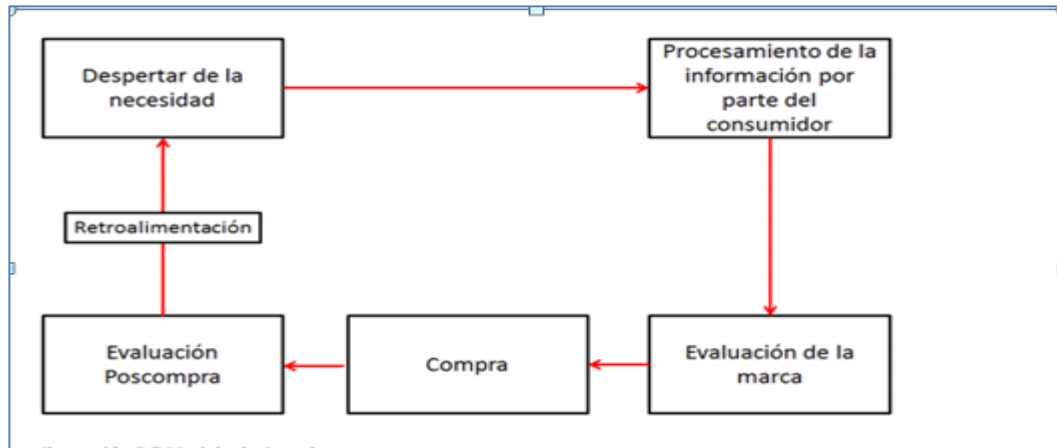 Despertar de la
necesidad
Procesamiento de la
información por
parte del
consumidor
Retroalimentación
Evaluación
Poscompra
Compra
Evaluación de la
marca